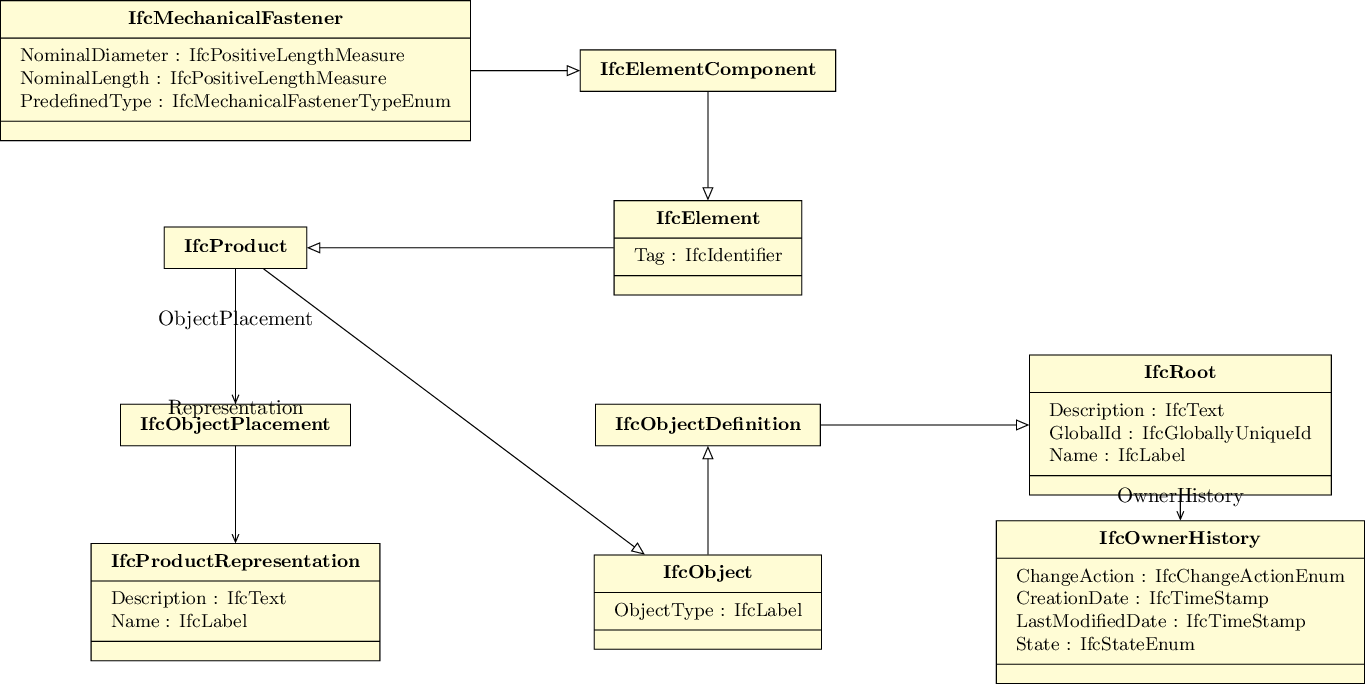 IfcMechanicalFastener
NominalDiameter : IfcPositiveLengthMeasure
NominalLength : IfcPositiveLengthMeasure
PredefinedType : IfcMechanicalFastenerTypeEnum
IfcElementComponent
IfcElement
Tag : IfcIdentifier
IfcProduct
ObjectPlacement
Representation
IfcObjectPlacement
IfcObjectDefinition
IfcRoot
Description : IfcText
GlobalId : IfcGloballyUniqueId
Name : IfcLabel
OwnerHistory
IfcProductRepresentation
Description : IfcText
Name : IfcLabel
IfcObject
ObjectType : IfcLabel
IfcOwnerHistory
ChangeAction : IfcChangeActionEnum
CreationDate : IfcTimeStamp
LastModifiedDate : IfcTimeStamp
State : IfcStateEnum